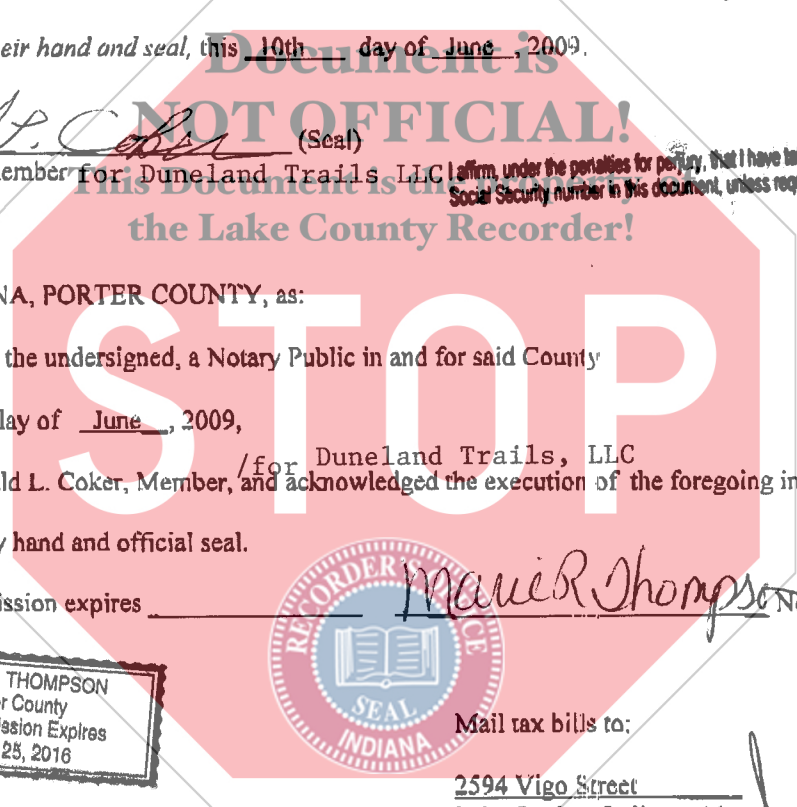 eir hand and seal, this 10th day of June, 2009.
Document is
NOT OFFICIAL!
L. Coker (Seal)
ember for Duneland Trails LLC
This Document is the property of
the Lake County Recorder!
I affirm, under the penalties for perjury, that I have ta
Social Security number in this document, unless req
NA, PORTER COUNTY, as:
the undersigned, a Notary Public in and for said County
day of June, 2009,
/for Duneland Trails, LLC
ld L. Coker, Member, and acknowledged the execution of the foregoing in
hand and official seal.
STOP
ission expires
Marie R Thompson
THOMPSON
r County
ission Expires
25, 2016
RECORDER'S OFFICE
SEAL
INDIANA
Mail tax bills to:
2594 Vigo Street